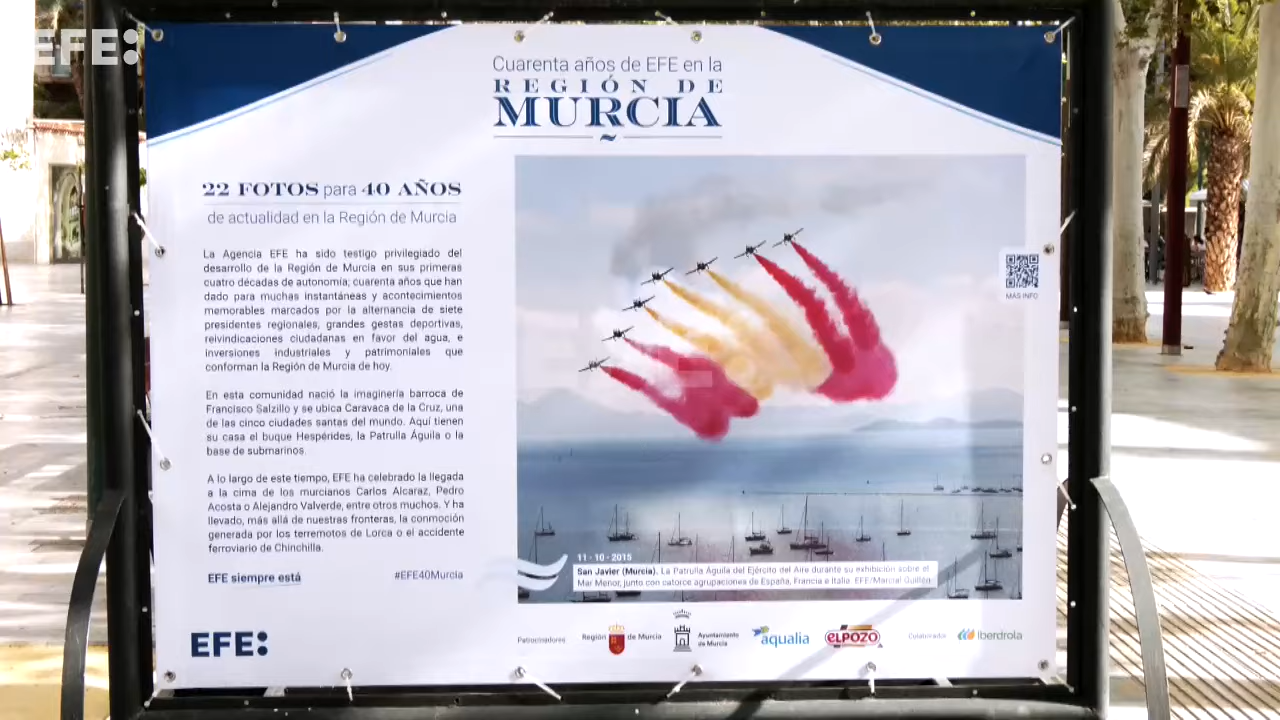 EFE:
Cuarenta años de EFE en la
REGIÓN DE
MURCIA
22 FOTOS para 40 AÑOS
de actualidad en la Región de Murcia
La Agencia EFE ha sido testigo privilegiado del
desarrollo de la Región de Murcia en sus primeras
cuatro décadas de autonomía; cuarenta años que han
dado para muchas instantáneas y acontecimientos
memorables marcados por la alternancia de siete
presidentes regionales, grandes gestas deportivas,
reivindicaciones ciudadanas en favor del agua, e
inversiones industriales y patrimoniales que
conforman la Región de Murcia de hoy.
En esta comunidad nació la imaginería barroca de
Francisco Salzillo y se ubica Caravaca de la Cruz, una
de las cinco ciudades santas del mundo. Aquí tienen
su casa el buque Hespérides, la Patrulla Águila o la
base de submarinos.
A lo largo de este tiempo, EFE ha celebrado la llegada
a la cima de los murcianos Carlos Alcaraz, Pedro
Acosta o Alejandro Valverde, entre otros muchos. Y ha
llevado, más allá de nuestras fronteras, la conmoción
generada por los terremotos de Lorca o el accidente
ferroviario de Chinchilla.
EFE siempre está
#EFE40Murcia
EFE:
MÁS INFO
11 - 10 - 2015
San Javier (Murcia). La Patrulla Águila del Ejército del Aire durante su exhibición sobre el
Mar Menor, junto con catorce agrupaciones de España, Francia e Italia. EFE/Marcial Guillén
Patrocinadores
Región de Murcia
Ayuntamiento
de Murcia
aqualia
ELPOZO
Colaborador
Iberdrola